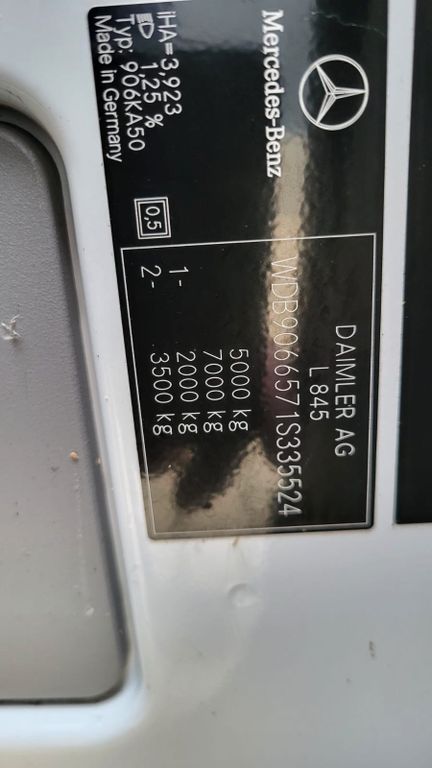 Mercedes-Benz
DAIMLER AG
L 845
WDB9066571S335524
5000 kg
7000 kg
1- 2000 kg
2- 3500 kg
0,5
iHA=3,923
1,25 %
Typ: 906KA50
Made in Germany